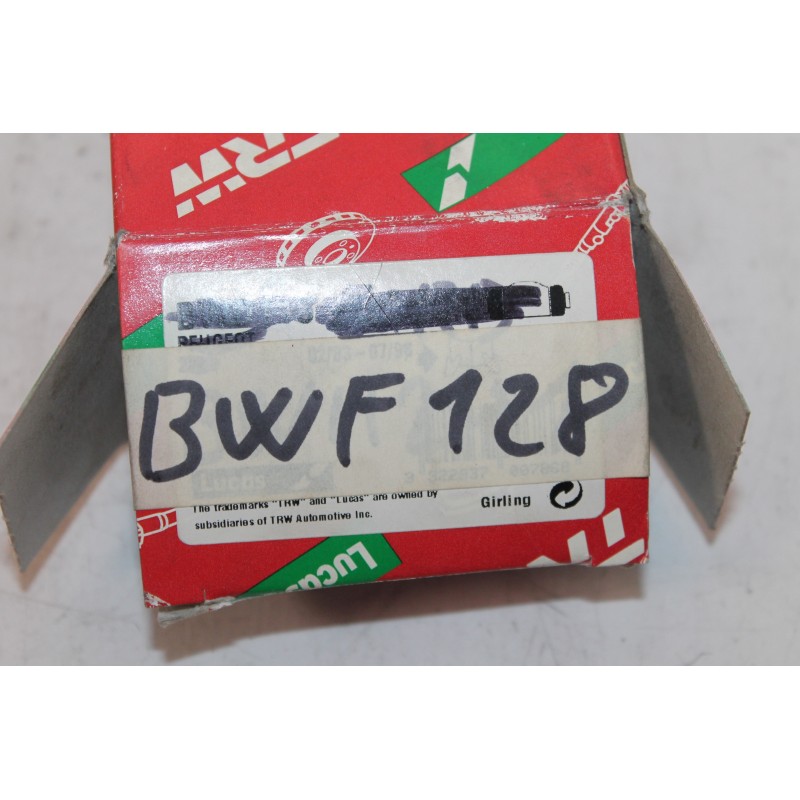 TRW
PEUGEOT
BWF 128
Lucas
The trademarks "TRW" and "Lucas" are owned by
subsidiaries of TRW Automotive Inc.
Girling
Lucas
TRW